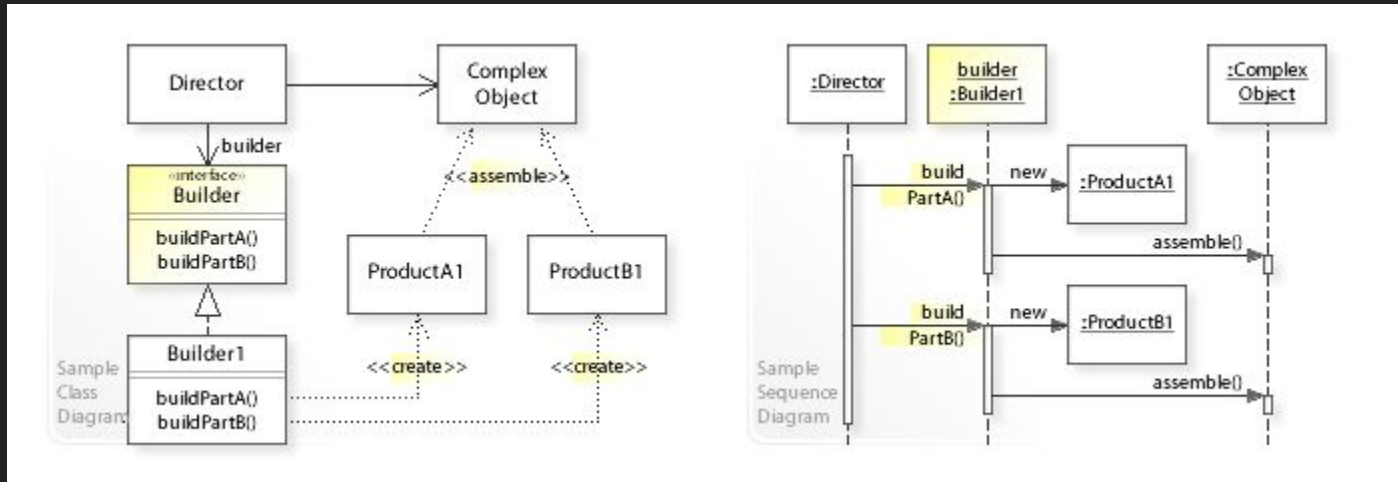 Director
Complex
Object
builder
«interface»
Builder
buildPartA()
buildPartB()
<<assemble>>
ProductA1
ProductB1
Builder1
buildPartA()
buildPartB()
<<create>>
<<create>>
Sample
Class
Diagram
:Director
builder
:Builder1
:Complex
Object
build
PartA()
new
:ProductA1
assemble()
build
PartB()
new
:ProductB1
assemble()
Sample
Sequence
Diagram